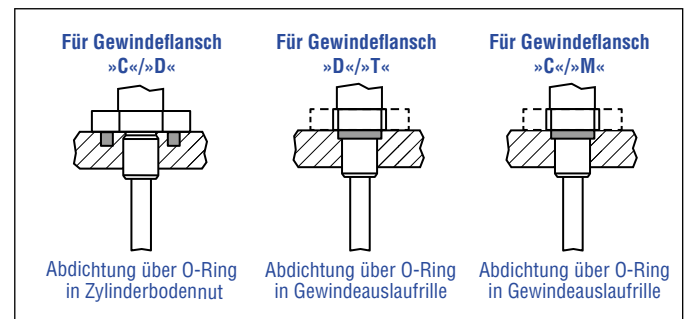 Für Gewindeflansch
»C«/»D«
Abdichtung über O-Ring
in Zylinderbodennut
Für Gewindeflansch
»D«/»T«
Abdichtung über O-Ring
in Gewindeauslaufrille
Für Gewindeflansch
»C«/»M«
Abdichtung über O-Ring
in Gewindeauslaufrille